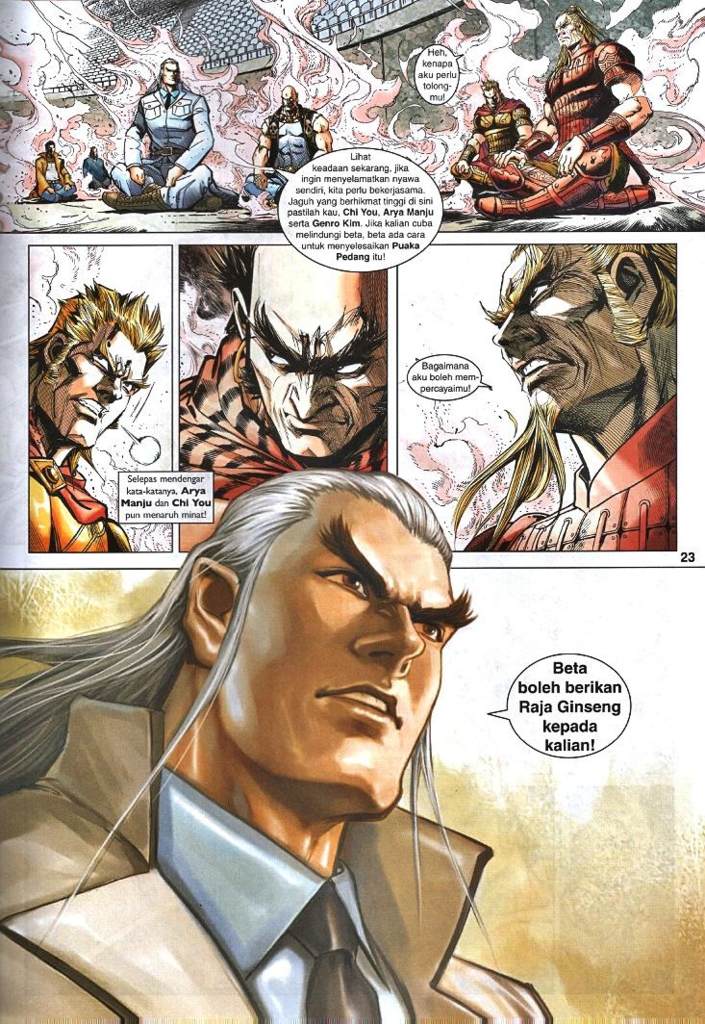 Heh,
kenapa
aku perlu
tolong-
mu!
Lihat
keadaan sekarang, jika
ingin menyelamatkan nyawa
sendiri, kita perlu bekerjasama.
Jaguh yang berhikmat tinggi di sini
pastilah kau, Chi You, Arya Manju
serta Genro Kim. Jika kalian cuba
melindungi beta, beta ada cara
untuk menyelesaikan Puaka
Pedang itu!
Selepas mendengar
kata-katanya, Arya
Manju dan Chi You
pun menaruh minat!
Bagaimana
aku boleh mem-
percayaimu!
23
Beta
boleh berikan
Raja Ginseng
kepada
kalian!